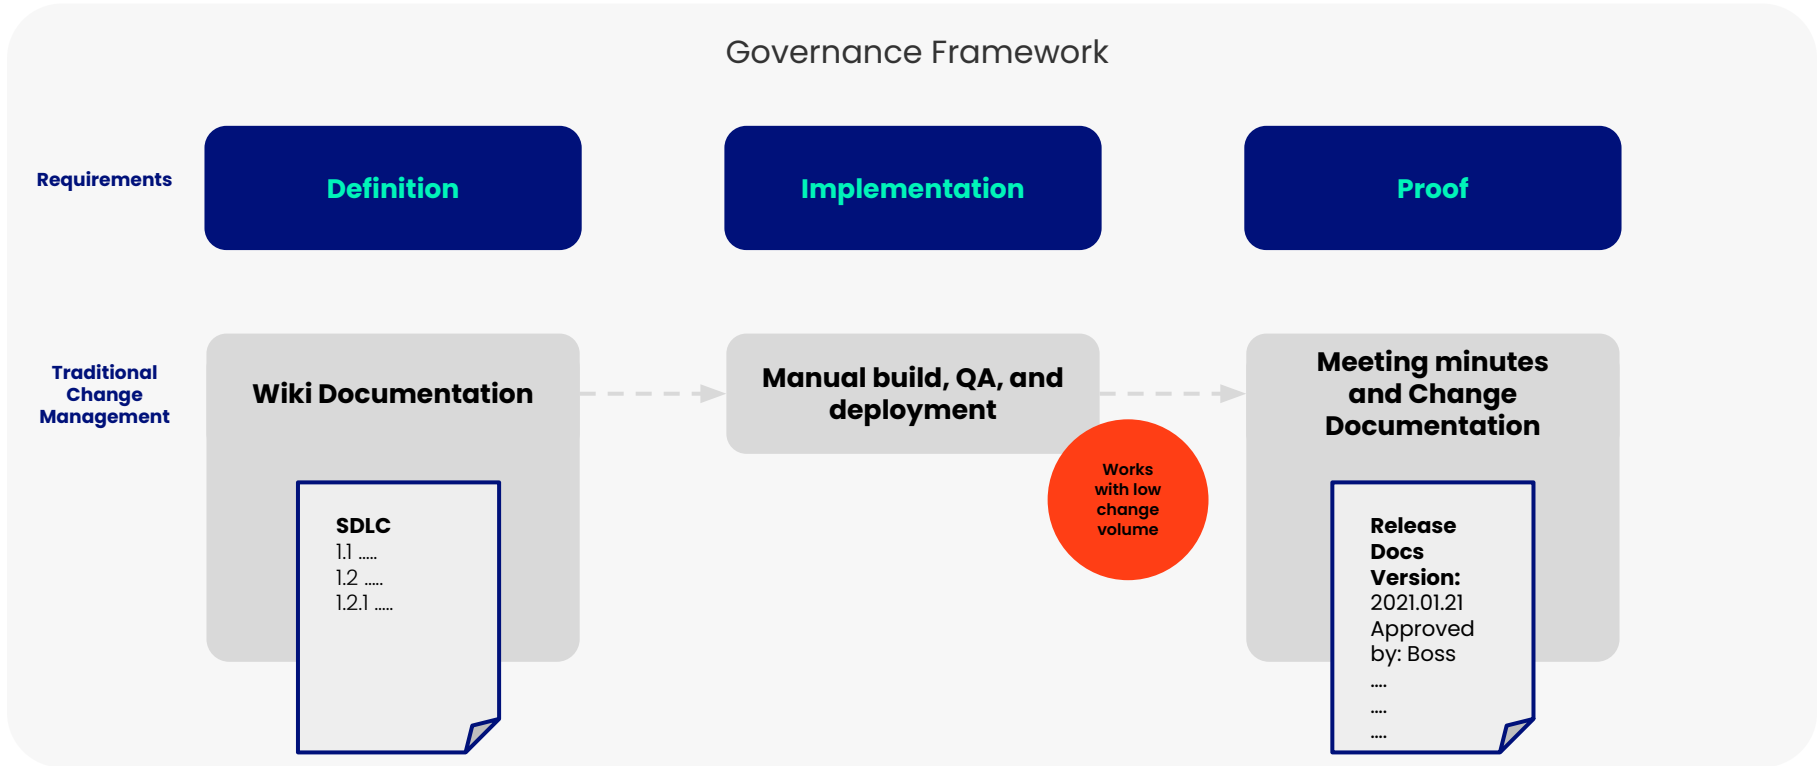 Governance Framework
Requirements
Definition
Implementation
Proof
Traditional
Change
Management
Wiki Documentation
Manual build, QA, and
deployment
Meeting minutes
and Change
Documentation
Works
with low
change
volume
SDLC
1.1 .....
1.2 .....
1.2.1 .....
Release
Docs
Version:
2021.01.21
Approved
by: Boss
....
....
....